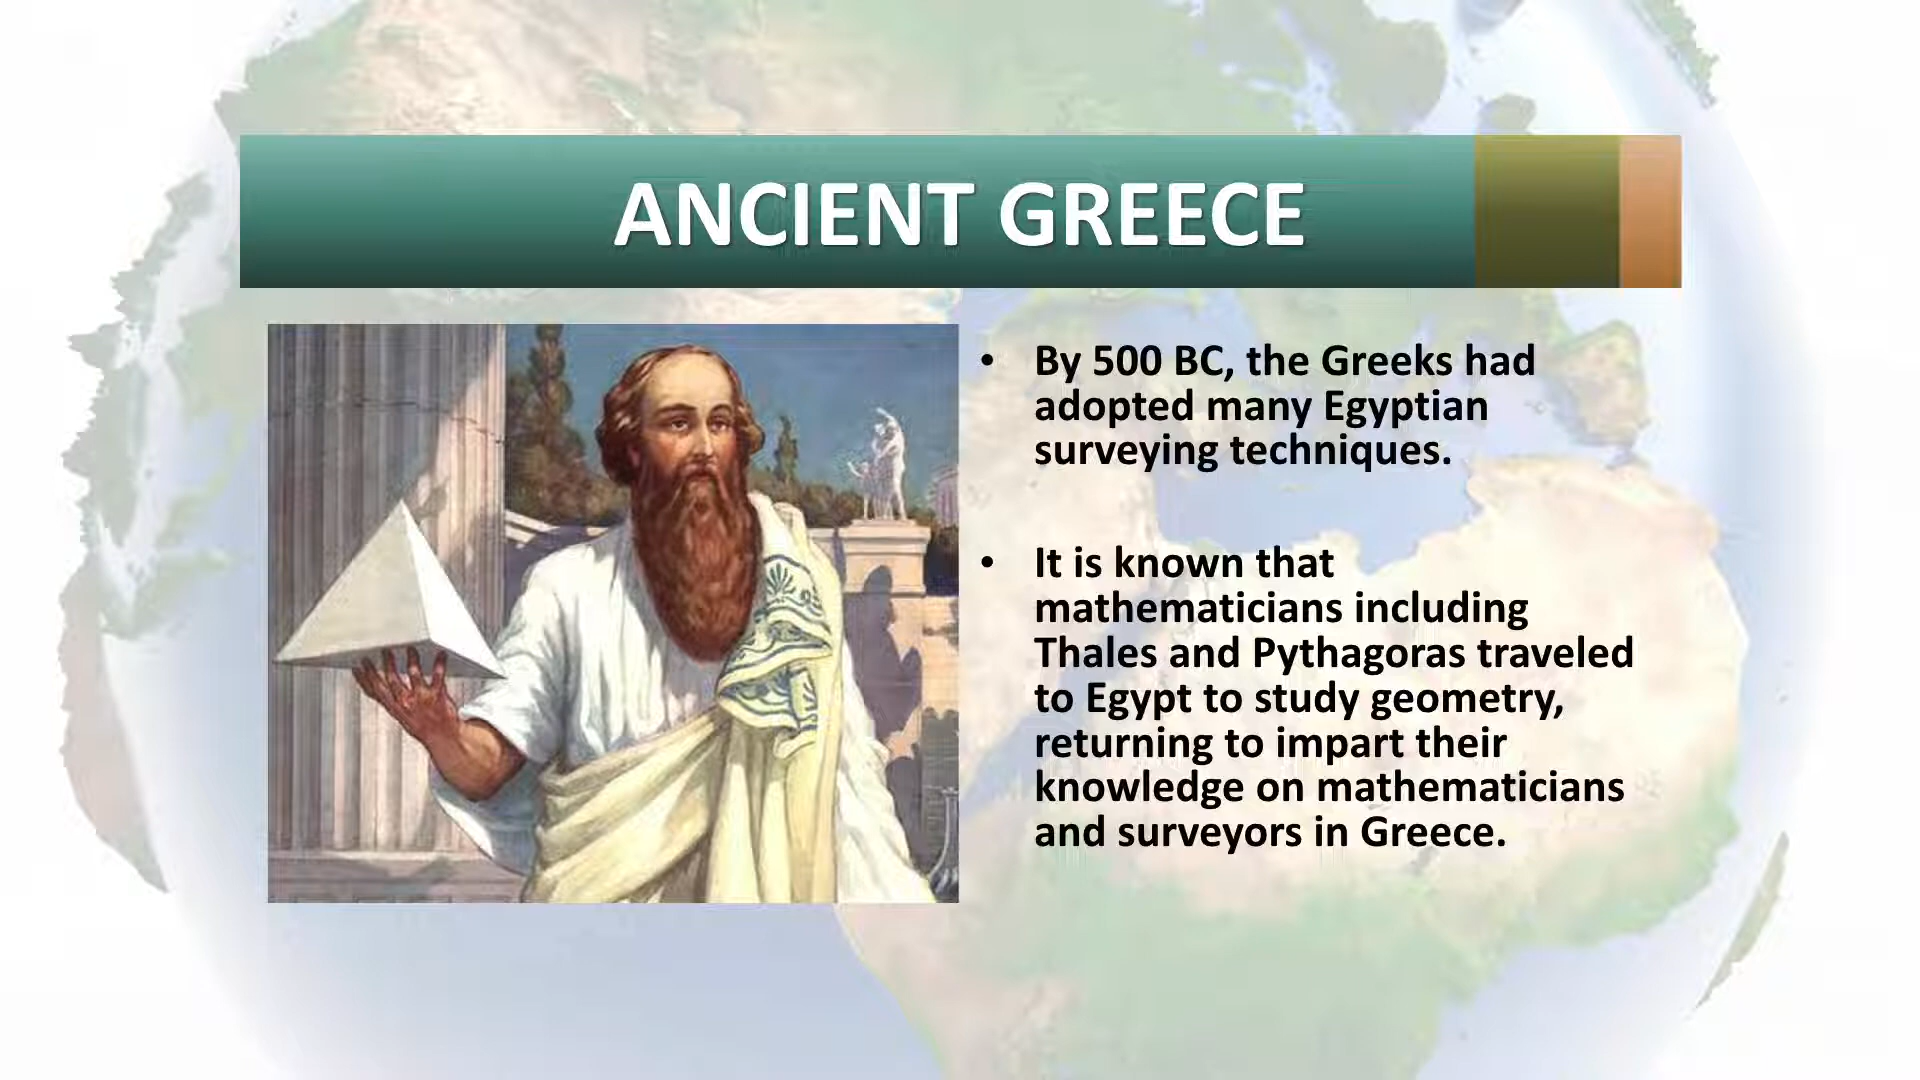 ANCIENT GREECE
• By 500 BC, the Greeks had
adopted many Egyptian
surveying techniques.
• It is known that
mathematicians including
Thales and Pythagoras traveled
to Egypt to study geometry,
returning to impart their
knowledge on mathematicians
and surveyors in Greece.